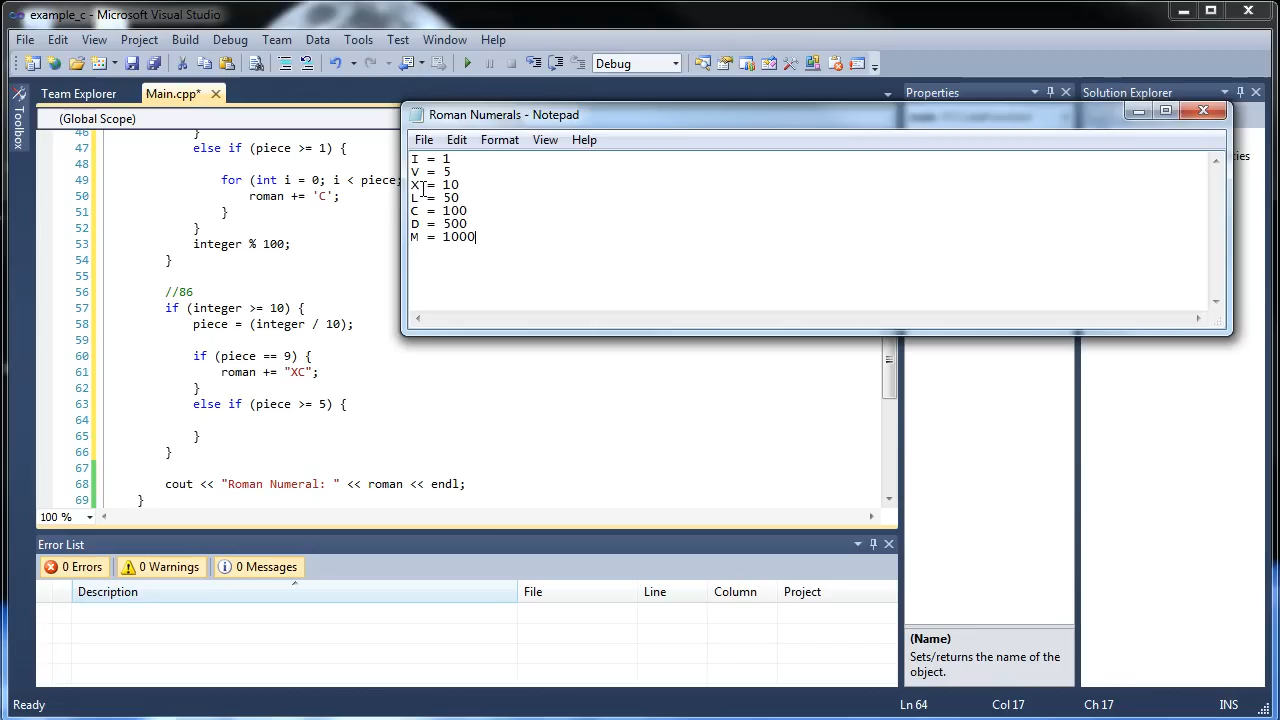 example_c - Microsoft Visual Studio
File Edit View Project Build Debug Team Data Tools Test Window Help
Debug
Team Explorer Main.cpp*
(Global Scope)
Toolbox
46 }
47 else if (piece >= 1) {
48
49 for (int i = 0; i < piece;
50 roman += 'C';
51 }
52 }
53 integer % 100;
54 }
55
56 //86
57 if (integer >= 10) {
58 piece = (integer / 10);
59
60 if (piece == 9) {
61 roman += "XC";
62 }
63 else if (piece >= 5) {
64
65 }
66 }
67
68 cout << "Roman Numeral: " << roman << endl;
69 }
100 %
Roman Numerals - Notepad
File Edit Format View Help
I = 1
V = 5
X = 10
L = 50
C = 100
D = 500
M = 1000
Properties
Solution Explorer
(Name)
Sets/returns the name of the
object.
Error List
0 Errors 0 Warnings 0 Messages
Description File Line Column Project
Ready Ln 64 Col 17 Ch 17 INS